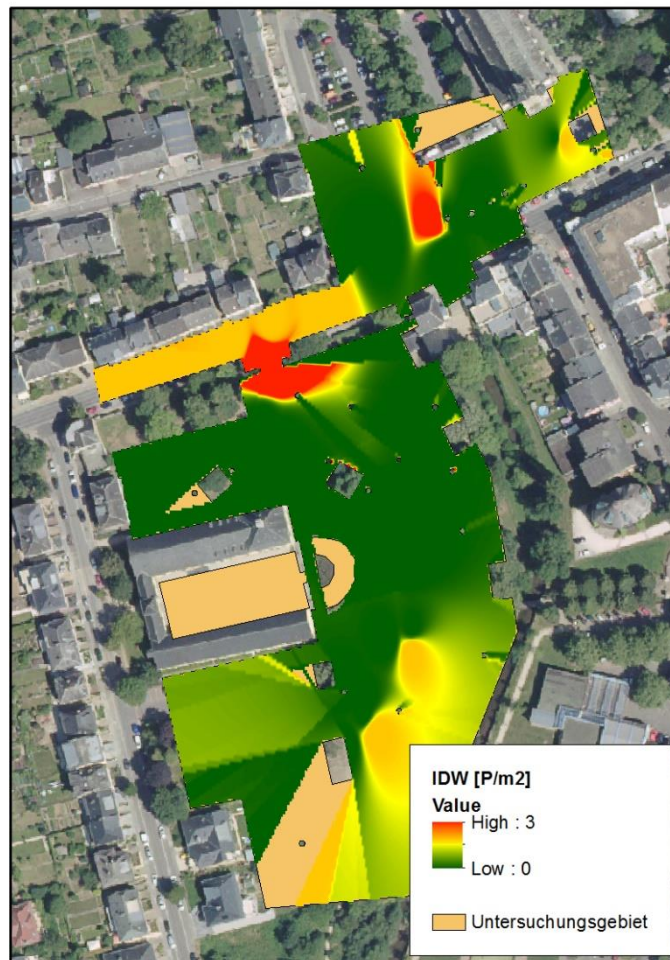 IDW [P/m2]
Value
High : 3
Low : 0
Untersuchungsgebiet